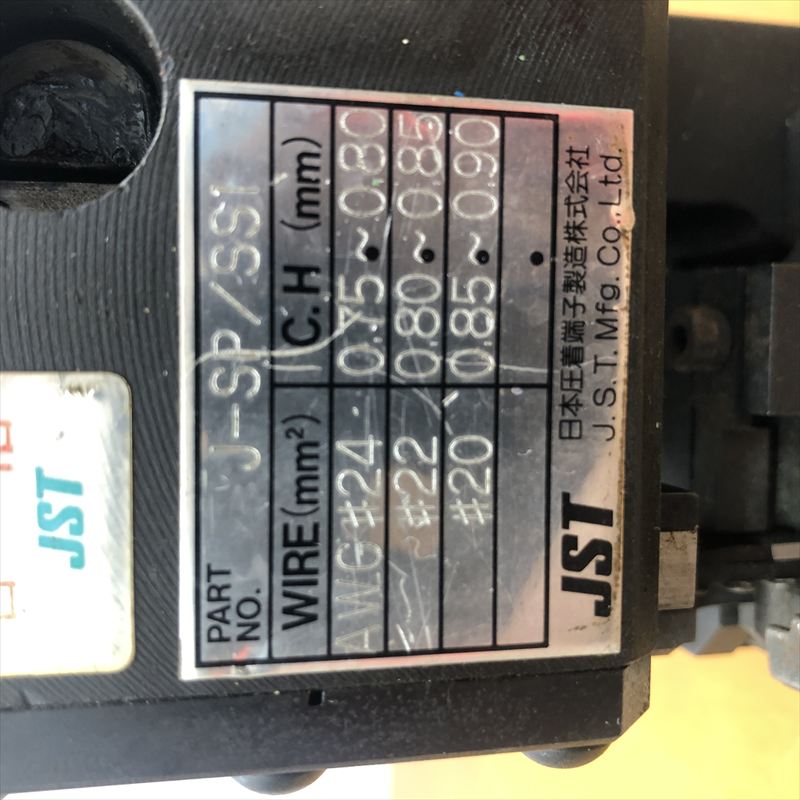 PART NO. J-SP/SS1
WIRE(mm²) C.H (mm)
AWG#24 0.75~0.80
〃 #22 0.80~0.85
#20 0.85~0.90
JST 日本圧着端子製造株式会社
J.S.T. Mfg. Co., Ltd.
JST